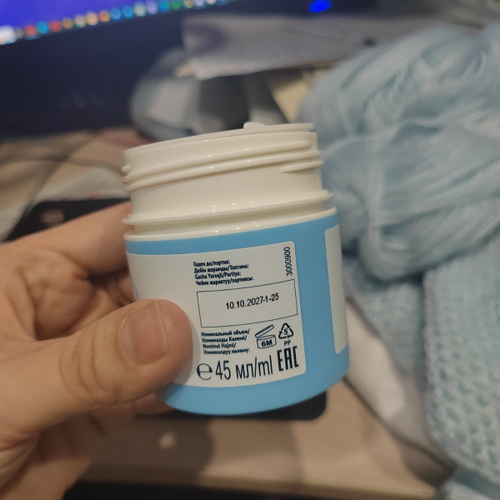 Годен до/партия:
Дейін жарамды/Топтама:
Gacha Yaroqli/Partiya:
Чейин жарактуу/партиясы:
3000900
10.10.2027-1-25
Номинальный объем/
Номиналды Көлемі/
Nominal Hajmi/
Номиналдуу көлөмү:
6M
5
PP
℮45 мл/ml EAC